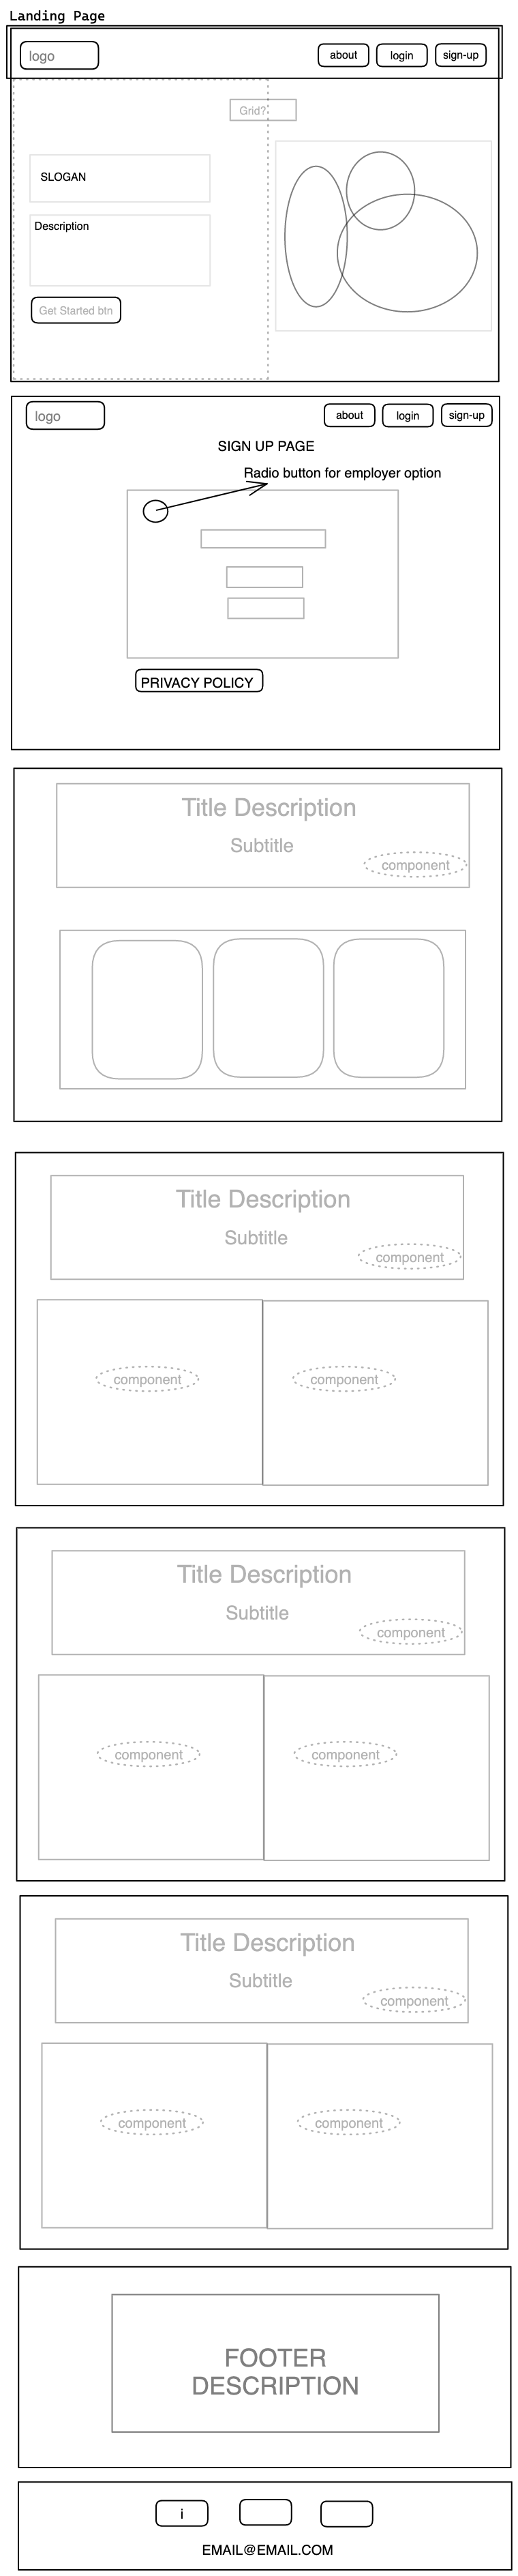 Landing Page
logo
about
login
sign-up
Grid?
SLOGAN
Description
Get Started btn
logo
about
login
sign-up
SIGN UP PAGE
Radio button for employer option
PRIVACY POLICY
Title Description
Subtitle
component
Title Description
Subtitle
component
component
component
Title Description
Subtitle
component
component
component
Title Description
Subtitle
component
component
component
FOOTER
DESCRIPTION
i
EMAIL@EMAIL.COM